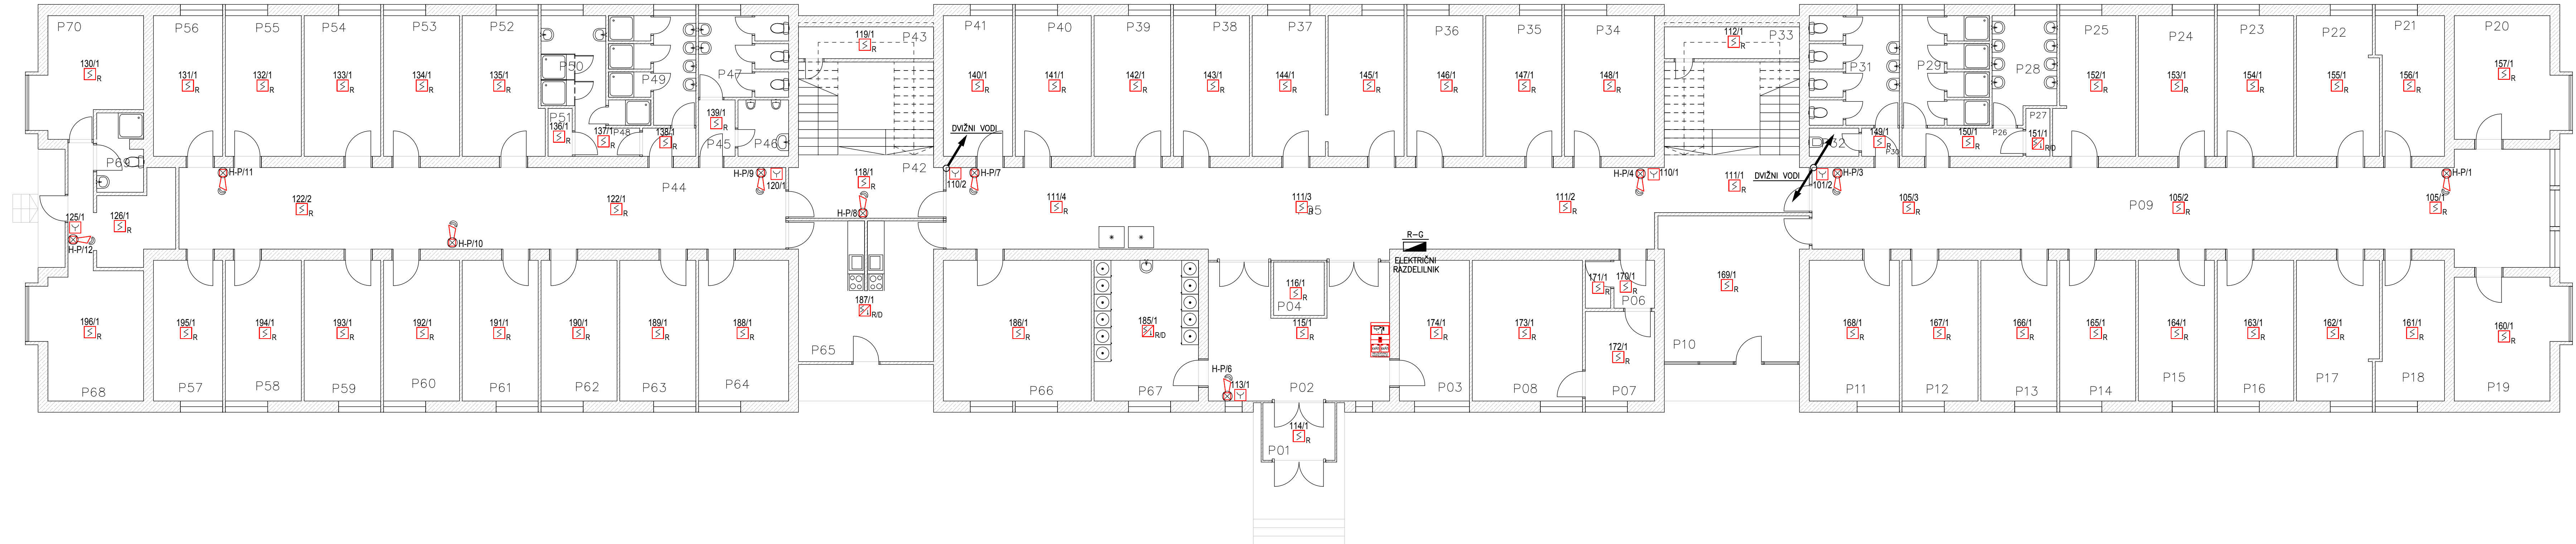 P70
P56
P55
P54
P53
P52
P50
P49
P47
P43
P41
P40
P39
P38
P37
P36
P35
P34
P33
P31
P29
P28
P25
P24
P23
P22
P21
P20
119/1
R
112/1
R
130/1
R
131/1
R
132/1
R
133/1
R
134/1
R
135/1
R
140/1
R
141/1
R
142/1
R
143/1
R
144/1
R
145/1
R
146/1
R
147/1
R
148/1
R
152/1
R
153/1
R
154/1
R
155/1
R
156/1
R
157/1
R
P51
136/1
R
137/1
R
P48
138/1
R
139/1
R
P45
P46
DVIŽNI VODI
149/1
R
P30
150/1
R
P26
P27
151/1
R/D
P32
P69
H-P/11
P44
H-P/9
120/1
118/1
R
P42
110/2
H-P/7
H-P/4
110/1
111/1
R
DVIŽNI VODI
101/2
H-P/3
H-P/1
125/1
126/1
R
H-P/12
122/2
R
H-P/10
122/1
R
H-P/8
111/4
R
111/3
R
111/2
R
105/3
R
105/2
R
P09
105/1
R
R-G
ELEKTRIČNI
RAZDELILNIK
196/1
R
195/1
R
194/1
R
193/1
R
192/1
R
191/1
R
190/1
R
189/1
R
188/1
R
187/1
R/D
186/1
R
185/1
R/D
116/1
R
P04
115/1
R
174/1
R
173/1
R
171/1
R
170/1
R
P06
172/1
R
169/1
R
168/1
R
167/1
R
166/1
R
165/1
R
164/1
R
163/1
R
162/1
R
161/1
R
160/1
R
P68
P57
P58
P59
P60
P61
P62
P63
P64
P65
P66
P67
H-P/6
113/1
P02
P03
P08
P07
P10
P11
P12
P13
P14
P15
P16
P17
P18
P19
114/1
R
P01